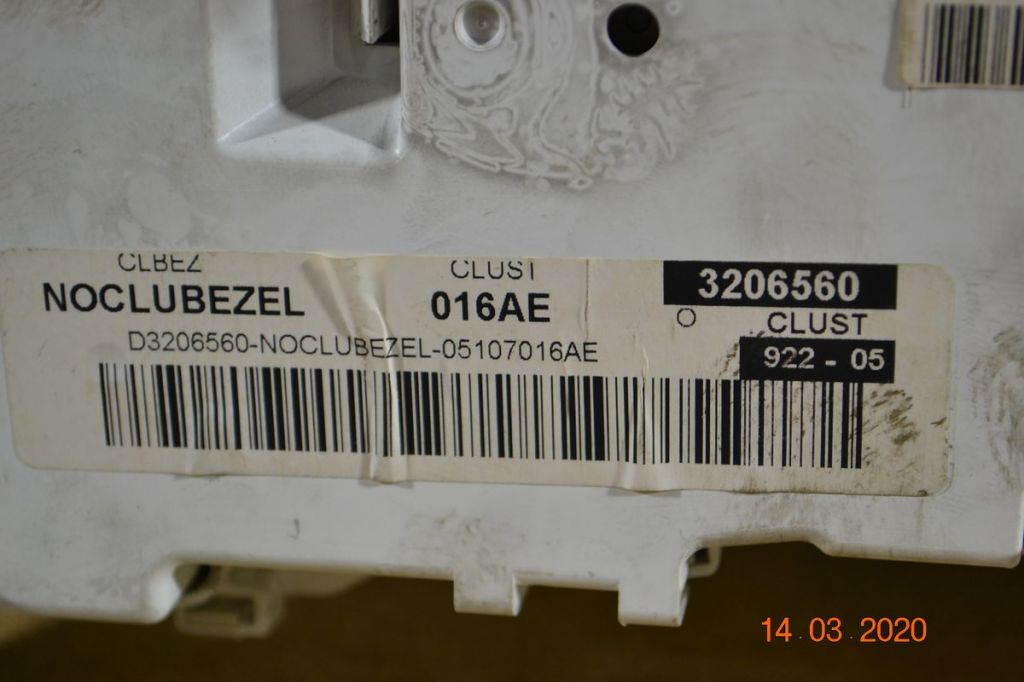 CLBEZ CLUST 3206560
NOCLUBEZEL 016AE O CLUST
D3206560-NOCLUBEZEL-05107016AE 922 - 05
14.03.2020